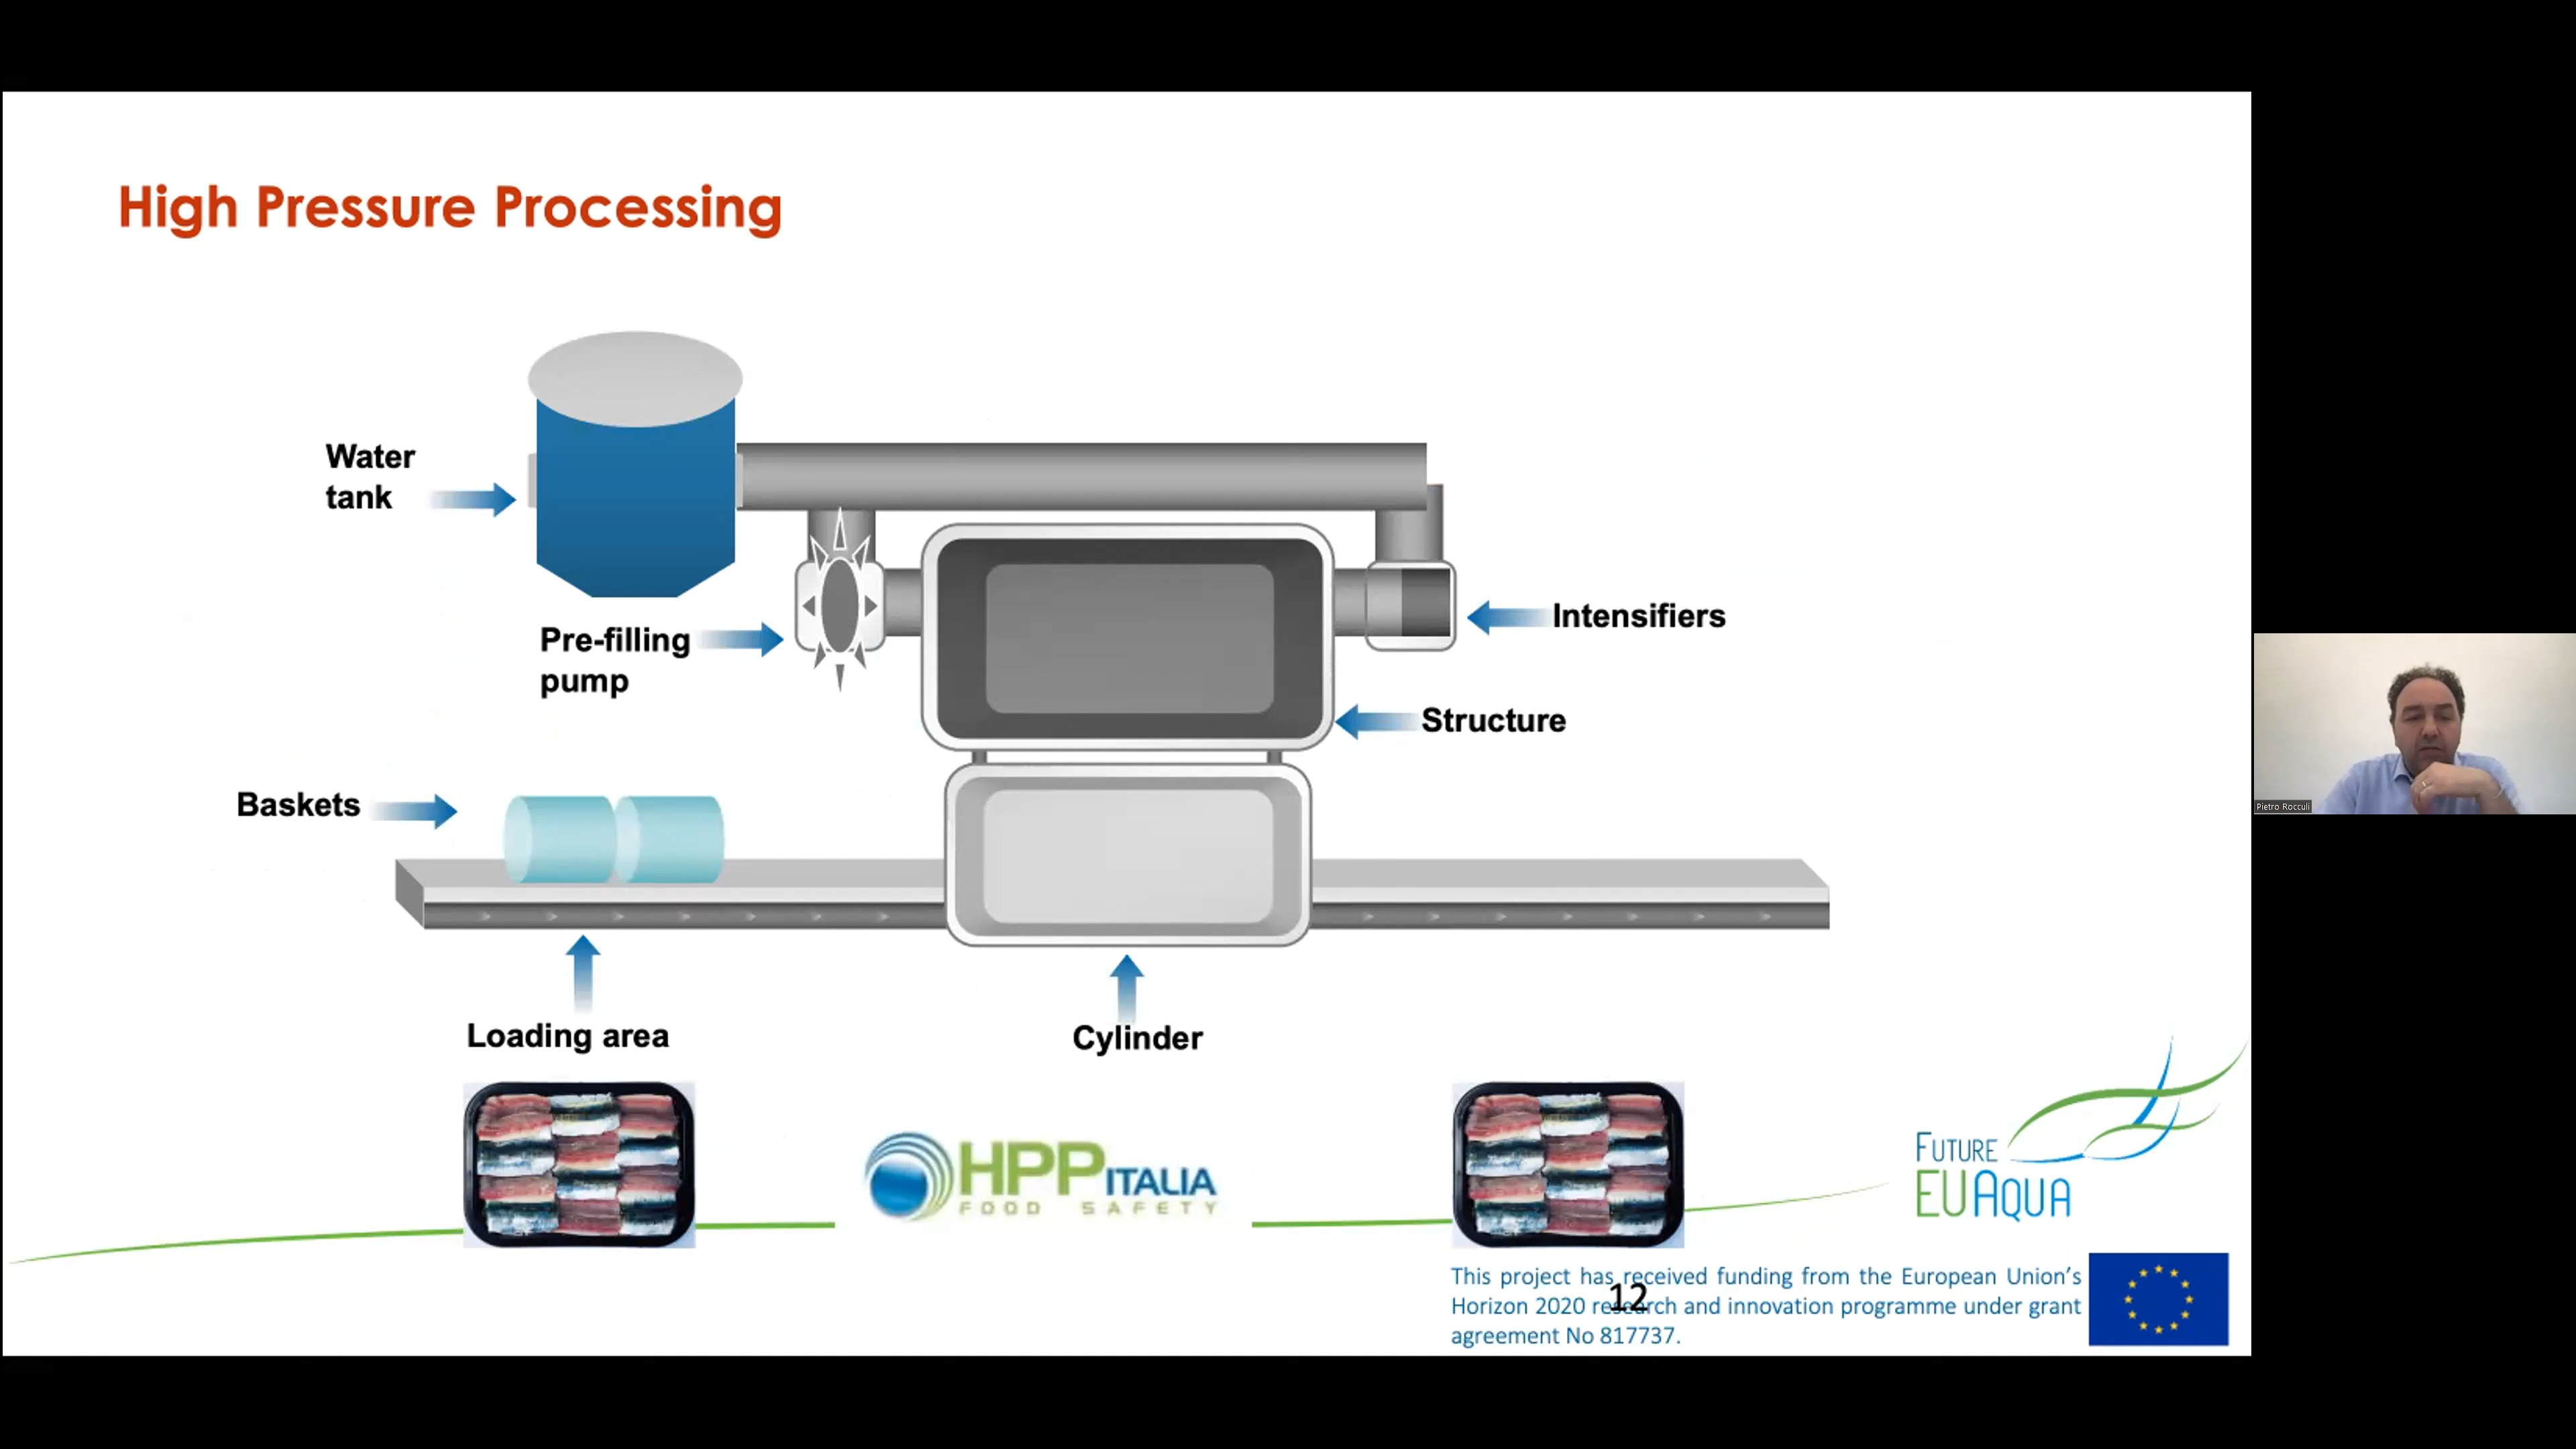 High Pressure Processing
Water
tank
Pre-filling
pump
Intensifiers
Structure
Baskets
Pietro Rocculi
Loading area
Cylinder
HPP ITALIA
FOOD SAFETY
FUTURE
EUAQUA
This project has received funding from the European Union's
Horizon 2020 research and innovation programme under grant
agreement No 817737.
12